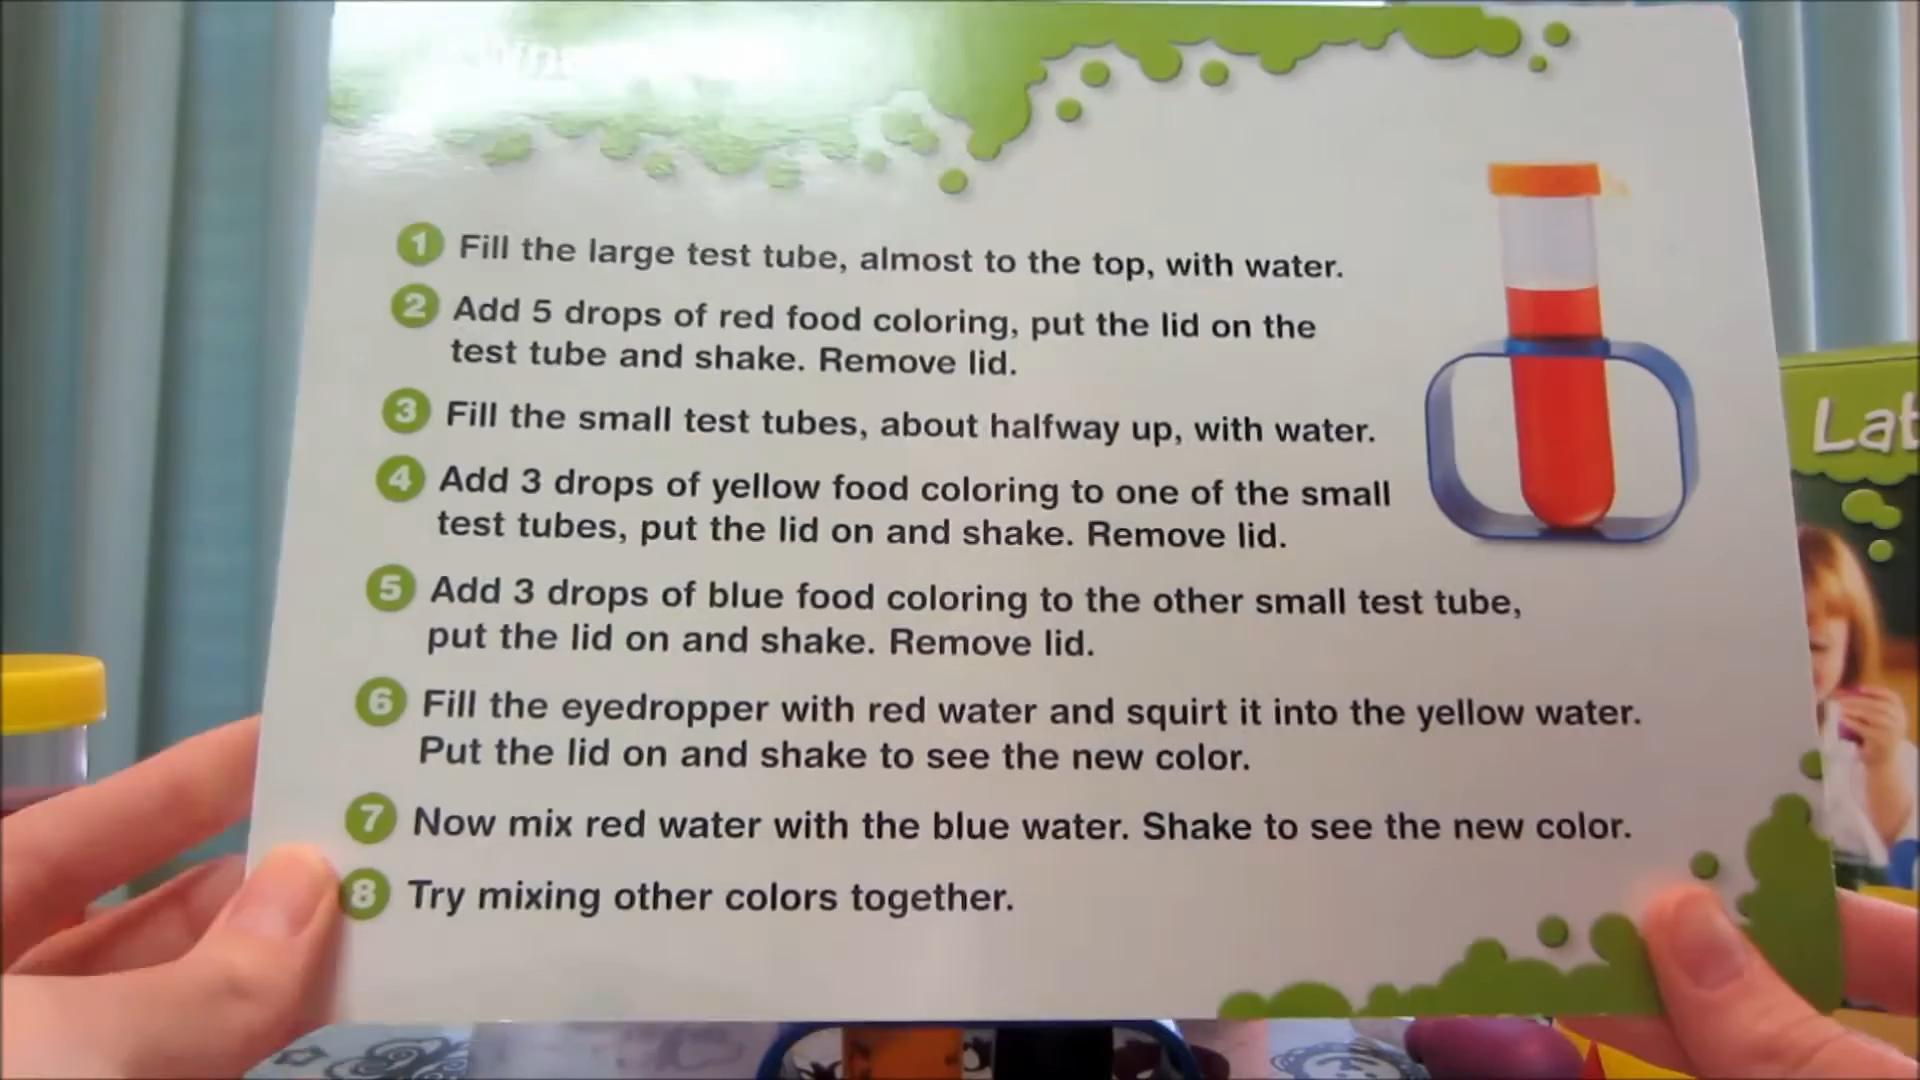 1 Fill the large test tube, almost to the top, with water.
2 Add 5 drops of red food coloring, put the lid on the
test tube and shake. Remove lid.
3 Fill the small test tubes, about halfway up, with water.
4 Add 3 drops of yellow food coloring to one of the small
test tubes, put the lid on and shake. Remove lid.
5 Add 3 drops of blue food coloring to the other small test tube,
put the lid on and shake. Remove lid.
6 Fill the eyedropper with red water and squirt it into the yellow water.
Put the lid on and shake to see the new color.
7 Now mix red water with the blue water. Shake to see the new color.
8 Try mixing other colors together.
Lat